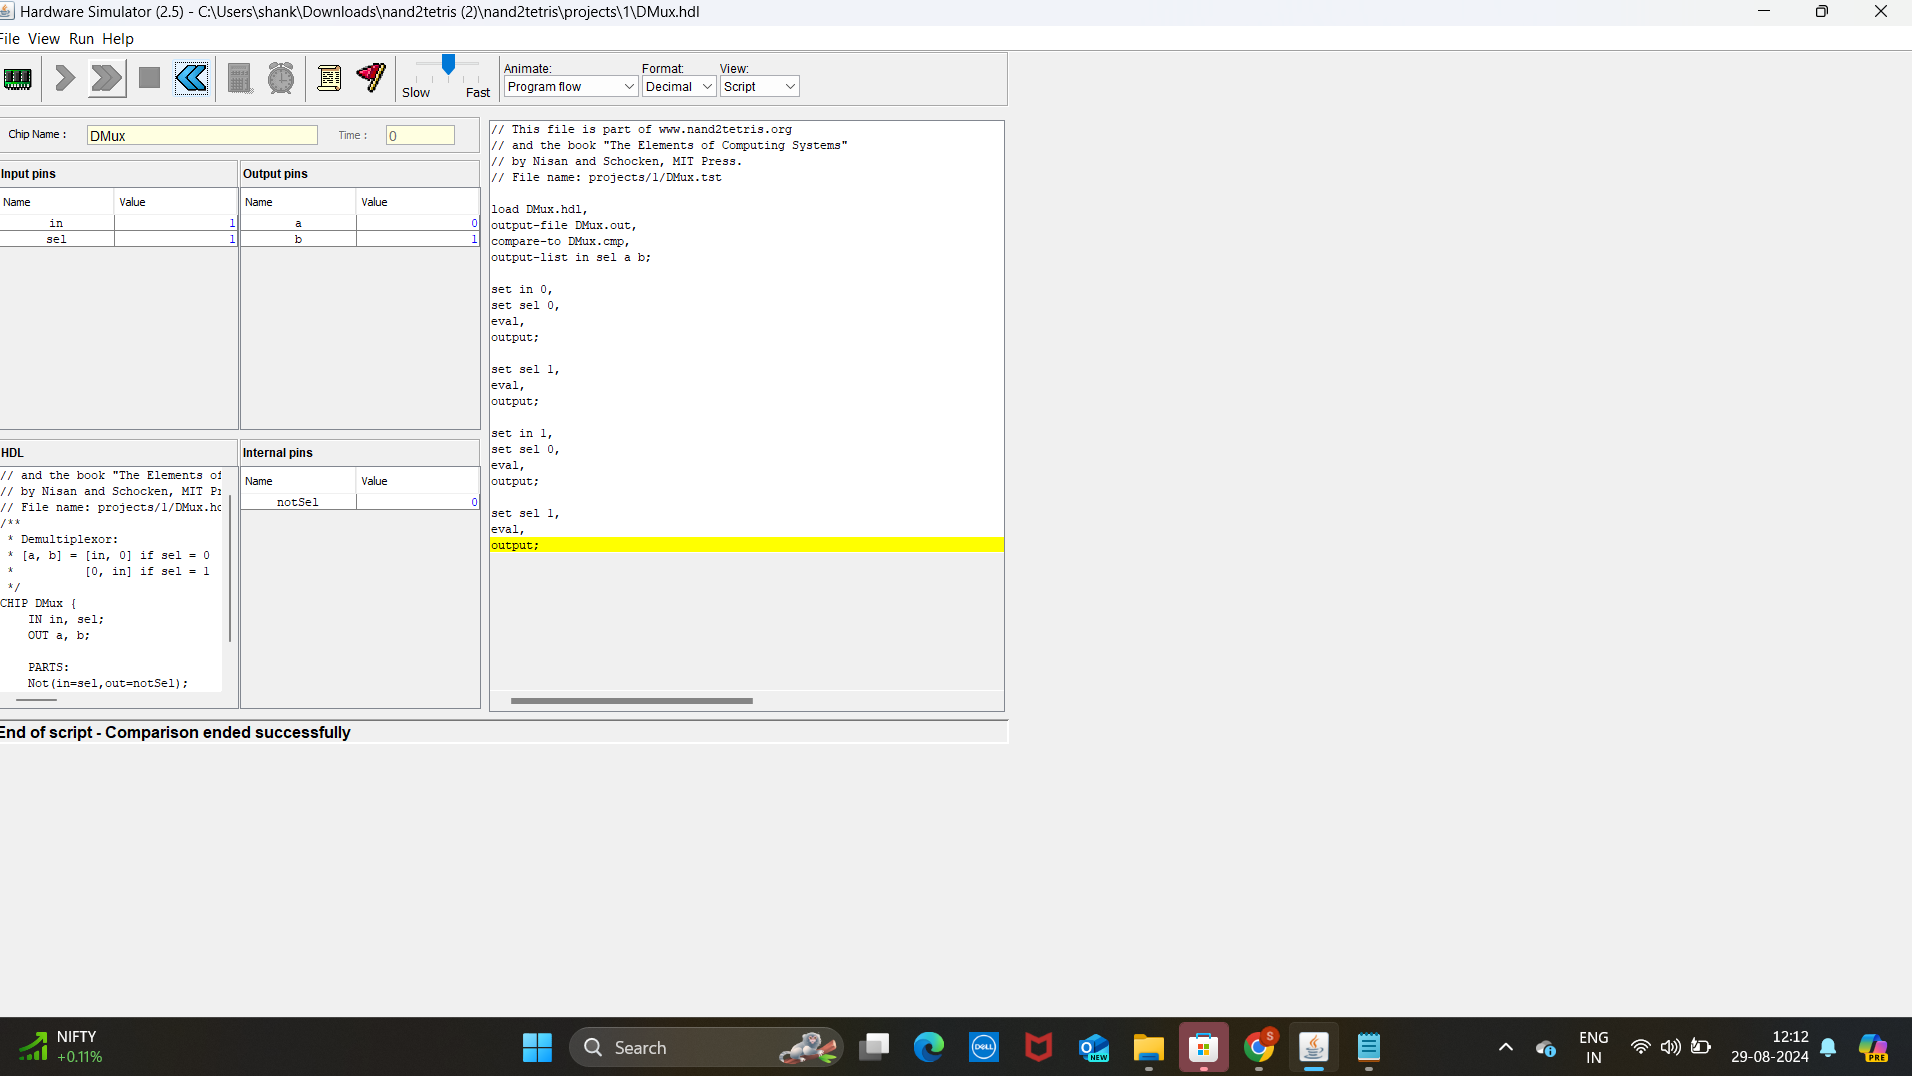 Hardware Simulator (2.5) - C:\Users\shank\Downloads\nand2tetris (2)\nand2tetris\projects\1\DMux.hdl
File View Run Help
Slow Fast
Animate: Format: View:
Program flow Decimal Script
Chip Name : DMux Time : 0
Input pins
Name Value
in 1
sel 1
Output pins
Name Value
a 0
b 1
HDL
// and the book "The Elements of
// by Nisan and Schocken, MIT Pr
// File name: projects/1/DMux.hd
/**
* Demultiplexor:
* [a, b] = [in, 0] if sel = 0
* [0, in] if sel = 1
*/
CHIP DMux {
IN in, sel;
OUT a, b;
PARTS:
Not(in=sel,out=notSel);
Internal pins
Name Value
notSel 0
// This file is part of www.nand2tetris.org
// and the book "The Elements of Computing Systems"
// by Nisan and Schocken, MIT Press.
// File name: projects/1/DMux.tst
load DMux.hdl,
output-file DMux.out,
compare-to DMux.cmp,
output-list in sel a b;
set in 0,
set sel 0,
eval,
output;
set sel 1,
eval,
output;
set in 1,
set sel 0,
eval,
output;
set sel 1,
eval,
output;
End of script - Comparison ended successfully
NIFTY
+0.11%
Search
DELL
NEW
S
ENG
IN
12:12
29-08-2024
PRE